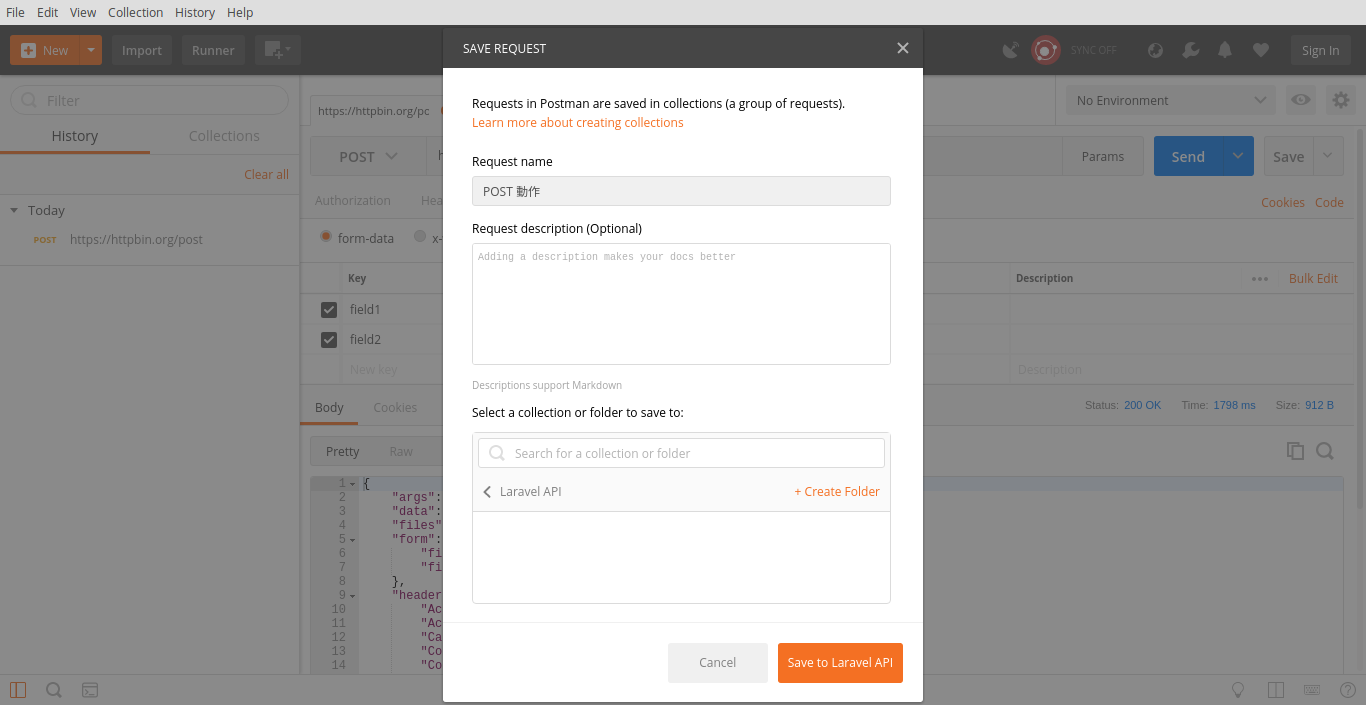 File Edit View Collection History Help
New Import Runner
SAVE REQUEST
SYNC OFF
Sign In
Filter
https://httpbin.org/pc
No Environment
History Collections
Clear all
Today
POST https://httpbin.org/post
POST
Params
Send
Save
Authorization
Cookies Code
form-data
Key
Description
Bulk Edit
field1
field2
New key
Description
Body Cookies
Status: 200 OK Time: 1798 ms Size: 912 B
Pretty Raw
1 {
2 "args":
3 "data":
4 "files"
5 "form":
6 "fi
7 "fi
8 },
9 "header
10 "Ac
11 "Ac
12 "Ca
13 "Co
14 "Co
Requests in Postman are saved in collections (a group of requests).
Learn more about creating collections
Request name
POST 動作
Request description (Optional)
Adding a description makes your docs better
Descriptions support Markdown
Select a collection or folder to save to:
Search for a collection or folder
Laravel API
+ Create Folder
Cancel
Save to Laravel API